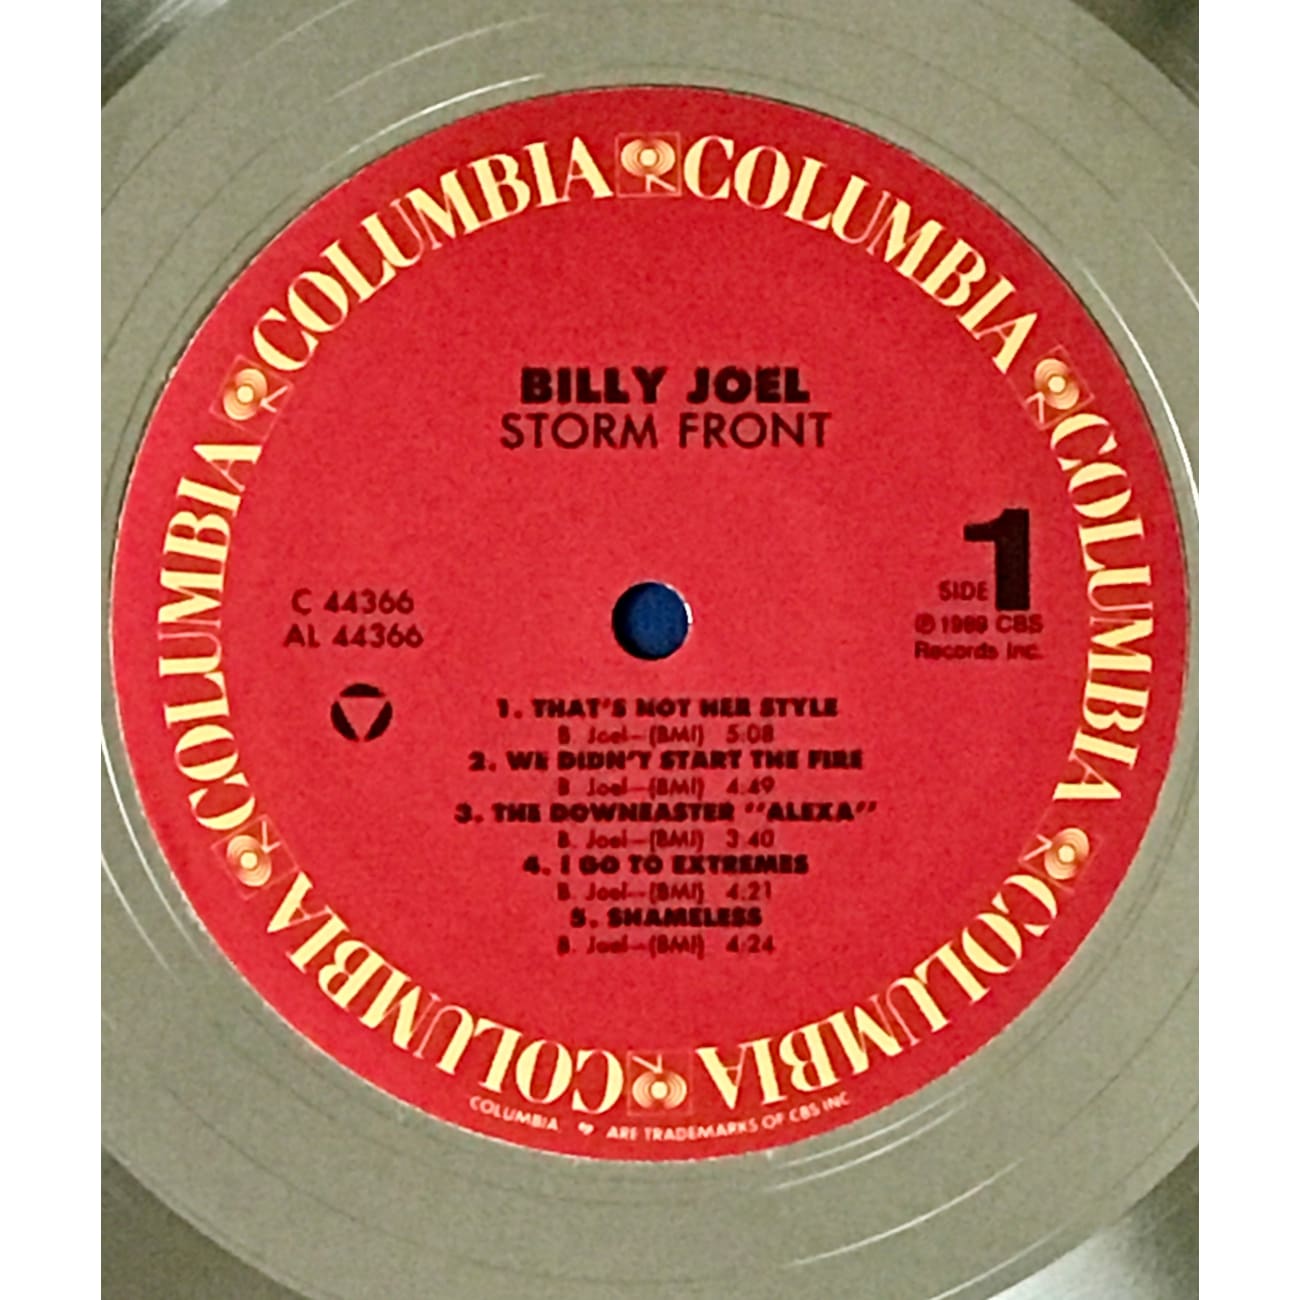 COLUMBIA COLUMBIA COLUMBIA COLUMBIA COLUMBIA COLUMBIA
BILLY JOEL
STORM FRONT
SIDE 1
℗ 1989 CBS
Records Inc.
C 44366
AL 44366
1. THAT'S NOT HER STYLE
B. Joel—(BMI) 5:08
2. WE DIDN'T START THE FIRE
B. Joel—(BMI) 4:49
3. THE DOWNEASTER "ALEXA"
B. Joel—(BMI) 3:40
4. I GO TO EXTREMES
B. Joel—(BMI) 4:21
5. SHAMELESS
B. Joel—(BMI) 4:24
COLUMBIA ARE TRADEMARKS OF CBS INC